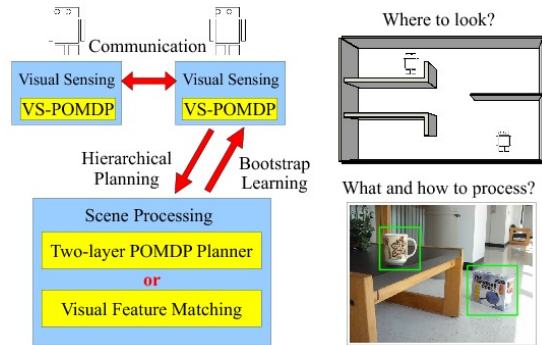 Communication
Visual Sensing
VS-POMDP
Visual Sensing
VS-POMDP
Hierarchical
Planning
Bootstrap
Learning
Scene Processing
Two-layer POMDP Planner
or
Visual Feature Matching
Where to look?
What and how to process?